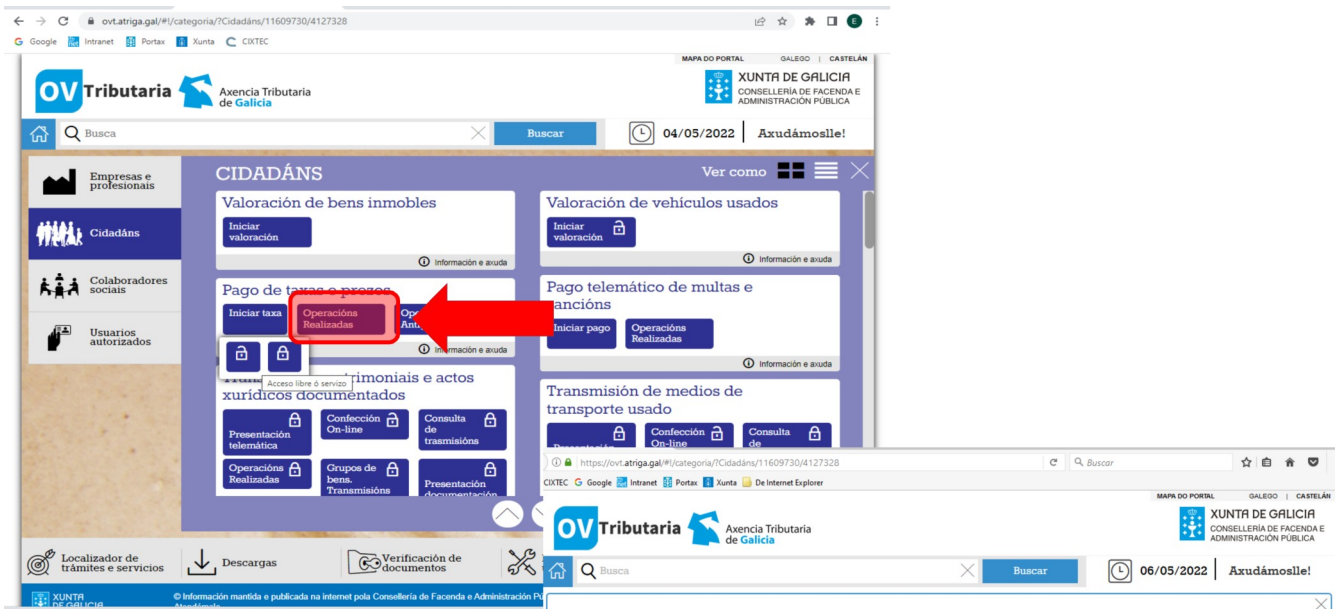 ovt.atriga.gal/#!/categoria/?Cidadáns/11609730/4127328
E
Google Intranet Portax Xunta CIXTEC
MAPA DO PORTAL GALEGO | CASTELÁN
OV Tributaria
Axencia Tributaria
de Galicia
XUNTA DE GALICIA
CONSELLERÍA DE FACENDA E
ADMINISTRACIÓN PÚBLICA
Busca
Buscar
04/05/2022
Axudámoslle!
Empresas e
profesionais
Cidadáns
Colaboradores
sociais
Usuarios
autorizados
CIDADÁNS
Ver como
Valoración de bens inmobles
Iniciar
valoración
Información e axuda
Valoración de vehículos usados
Iniciar
valoración
Información e axuda
Pago de taxas e prezos
Iniciar taxa
Operacións
Realizadas
Información e axuda
Acceso libre ó servizo
Pago telemático de multas e
sancións
Iniciar pago
Operacións
Realizadas
Información e axuda
e actos
xurídicos documentados
Presentación
telemática
Confección
On-line
Consulta
de
trasmisións
Operacións
Realizadas
Grupos de
bens.
Transmisións
Presentación
documentación
Transmisión de medios de
transporte usado
Presentación
Confección
On-line
Consulta
de
Localizador de
trámites e servicios
Descargas
Verificación de
documentos
XUNTA
DE GALICIA
© Información mantida e publicada na internet pola Consellería de Facenda e Administración
Atendémolo
https://ovt.atriga.gal/#!/categoria/?Cidadáns/11609730/4127328
Buscar
CIXTEC Google Intranet Portax Xunta De Internet Explorer
MAPA DO PORTAL GALEGO | CASTELÁN
OV Tributaria
Axencia Tributaria
de Galicia
XUNTA DE GALICIA
CONSELLERÍA DE FACENDA E
ADMINISTRACIÓN PÚBLICA
Busca
Buscar
06/05/2022
Axudámoslle!